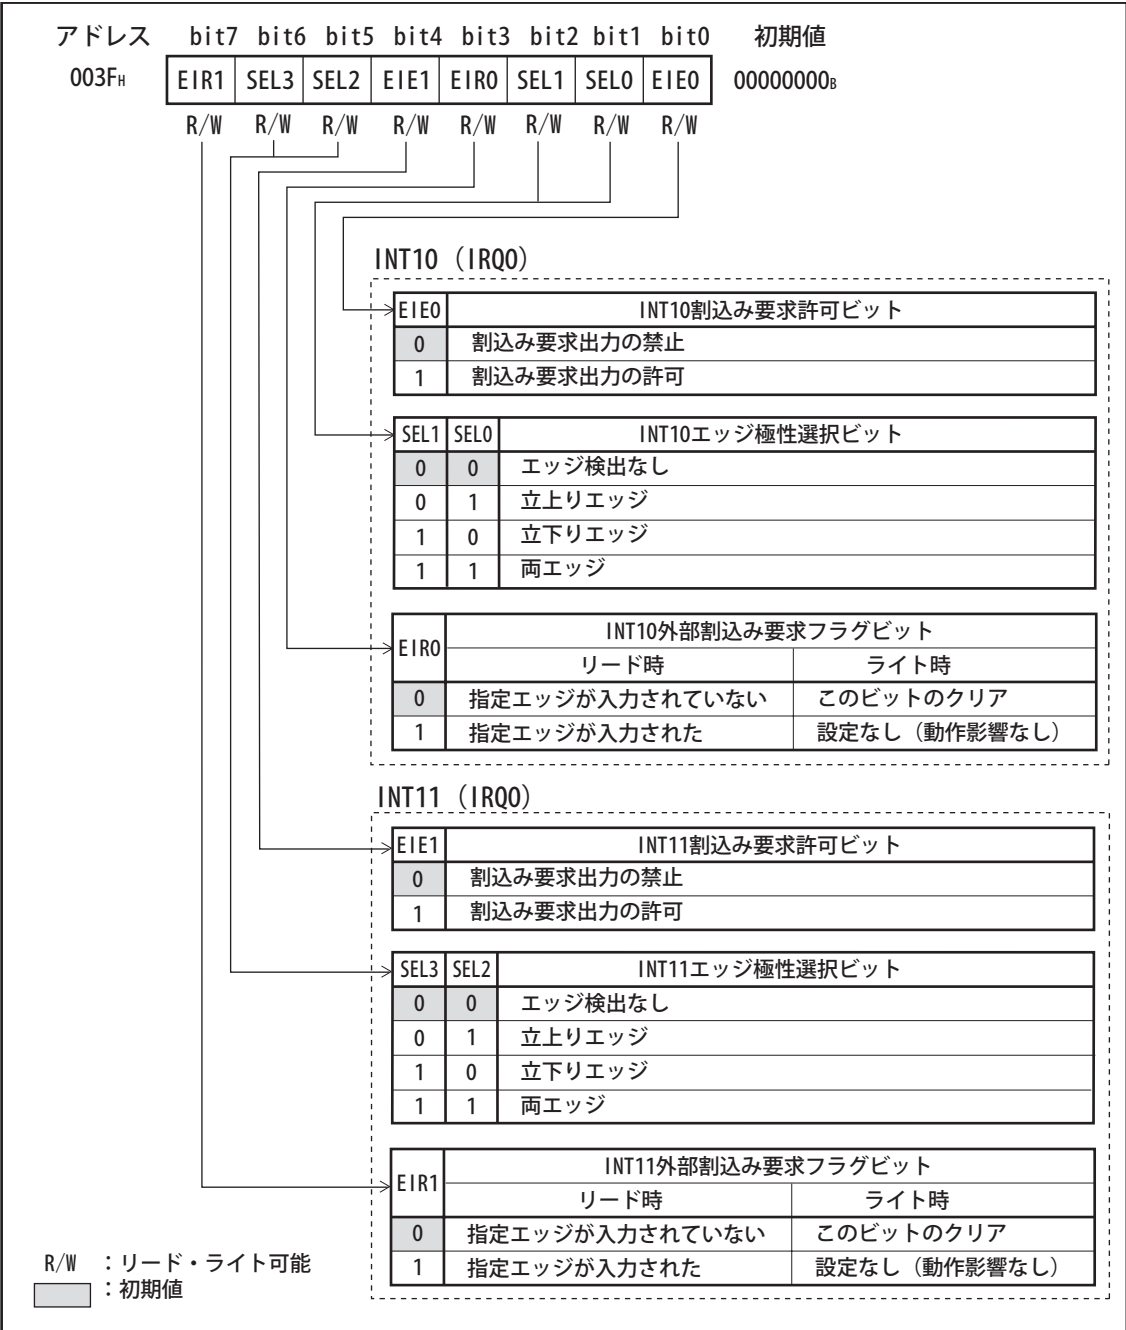 アドレス bit7 bit6 bit5 bit4 bit3 bit2 bit1 bit0 初期値
003FH EIR1 SEL3 SEL2 EIE1 EIR0 SEL1 SEL0 EIE0 00000000B
R/W R/W R/W R/W R/W R/W R/W R/W
INT10（IRQ0）
EIE0 INT10割込み要求許可ビット
0 割込み要求出力の禁止
1 割込み要求出力の許可
SEL1 SEL0 INT10エッジ極性選択ビット
0 0 エッジ検出なし
0 1 立上りエッジ
1 0 立下りエッジ
1 1 両エッジ
EIR0 INT10外部割込み要求フラグビット
リード時 ライト時
0 指定エッジが入力されていない このビットのクリア
1 指定エッジが入力された 設定なし（動作影響なし）
INT11（IRQ0）
EIE1 INT11割込み要求許可ビット
0 割込み要求出力の禁止
1 割込み要求出力の許可
SEL3 SEL2 INT11エッジ極性選択ビット
0 0 エッジ検出なし
0 1 立上りエッジ
1 0 立下りエッジ
1 1 両エッジ
EIR1 INT11外部割込み要求フラグビット
リード時 ライト時
0 指定エッジが入力されていない このビットのクリア
1 指定エッジが入力された 設定なし（動作影響なし）
R/W ：リード・ライト可能
：初期値